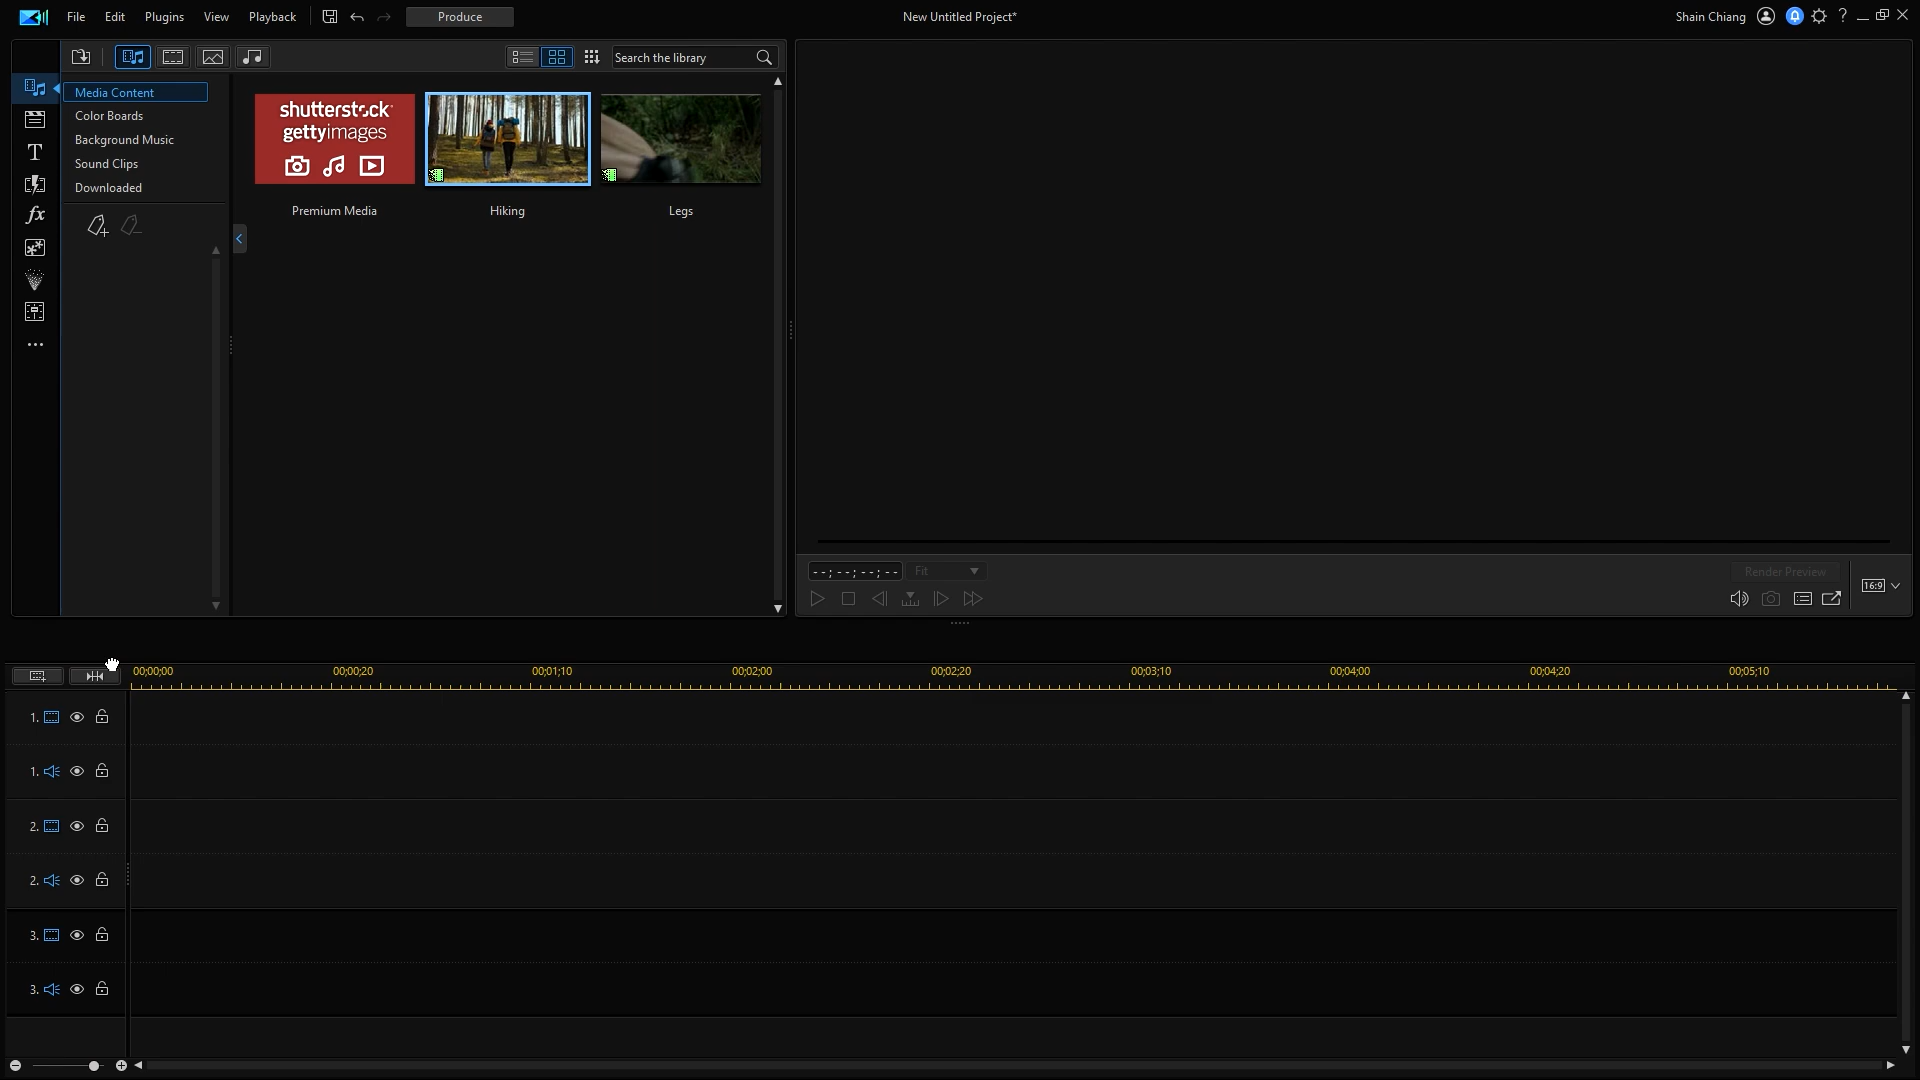 File Edit Plugins View Playback Produce New Untitled Project* Shain Chiang ?
Search the library
Media Content
Color Boards
Background Music
Sound Clips
Downloaded
T
fx
shutterstock
gettyimages
Premium Media
Hiking
Legs
--;--;--;-- Fit Render Preview
16:9
00;00;00 00;00;20 00;01;10 00;02;00 00;02;20 00;03;10 00;04;00 00;04;20 00;05;10
1.
1.
2.
2.
3.
3.